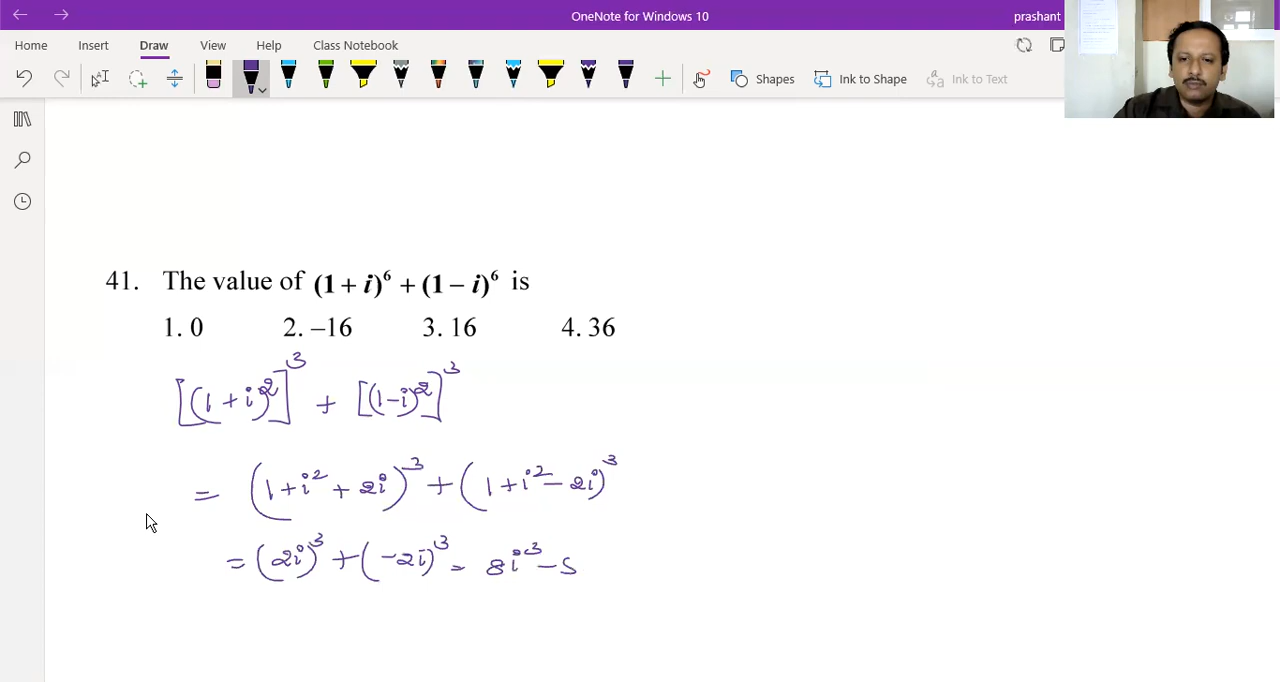 OneNote for Windows 10
prashant
Home Insert Draw View Help Class Notebook
Shapes Ink to Shape Ink to Text
41. The value of (1 + i)⁶ + (1 – i)⁶ is
1. 0 2. –16 3. 16 4. 36
[(1+i)²]³ + [(1-i)²]³
= (1+i²+2i)³ + (1+i²-2i)³
= (2i)³ + (-2i)³ = 8i³ -